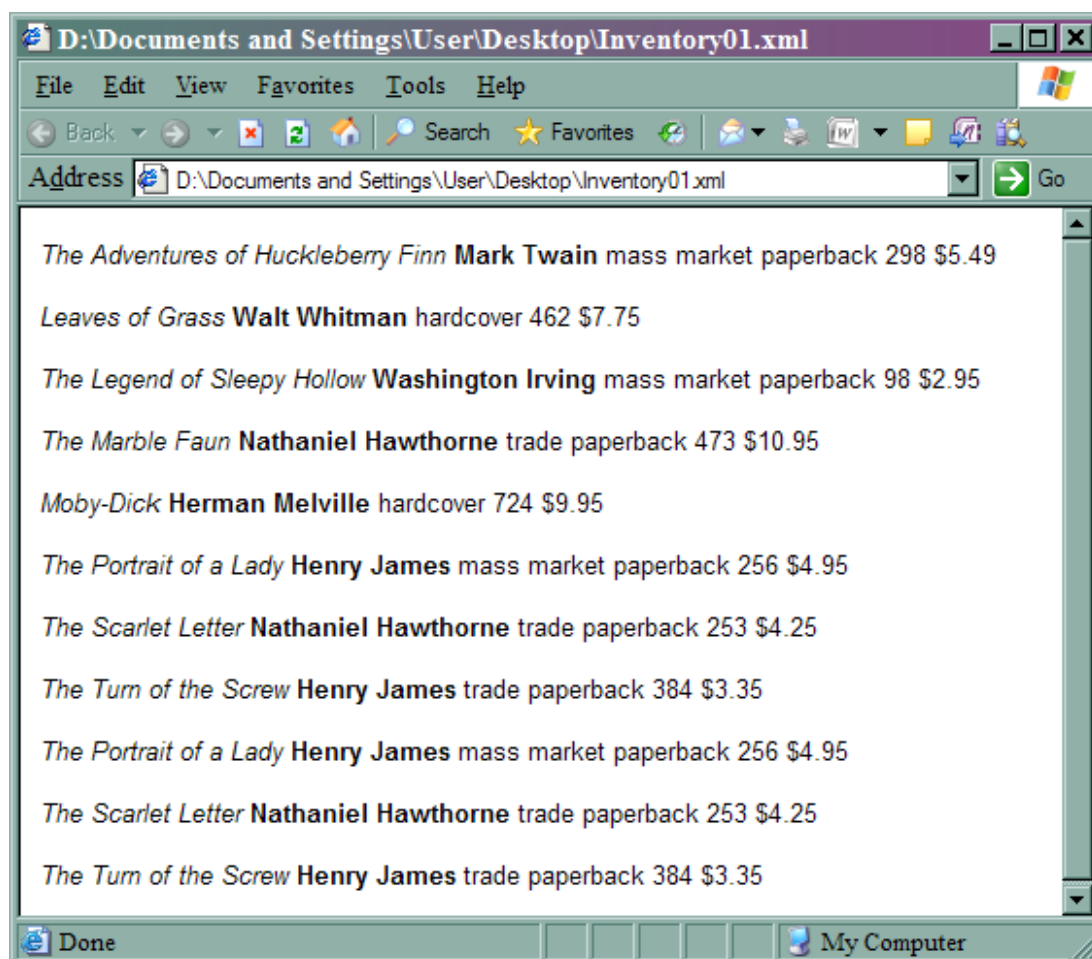 D:\Documents and Settings\User\Desktop\Inventory01.xml
File Edit View Favorites Tools Help
Back Search Favorites
Address D:\Documents and Settings\User\Desktop\Inventory01.xml Go
The Adventures of Huckleberry Finn Mark Twain mass market paperback 298 $5.49
Leaves of Grass Walt Whitman hardcover 462 $7.75
The Legend of Sleepy Hollow Washington Irving mass market paperback 98 $2.95
The Marble Faun Nathaniel Hawthorne trade paperback 473 $10.95
Moby-Dick Herman Melville hardcover 724 $9.95
The Portrait of a Lady Henry James mass market paperback 256 $4.95
The Scarlet Letter Nathaniel Hawthorne trade paperback 253 $4.25
The Turn of the Screw Henry James trade paperback 384 $3.35
The Portrait of a Lady Henry James mass market paperback 256 $4.95
The Scarlet Letter Nathaniel Hawthorne trade paperback 253 $4.25
The Turn of the Screw Henry James trade paperback 384 $3.35
Done My Computer